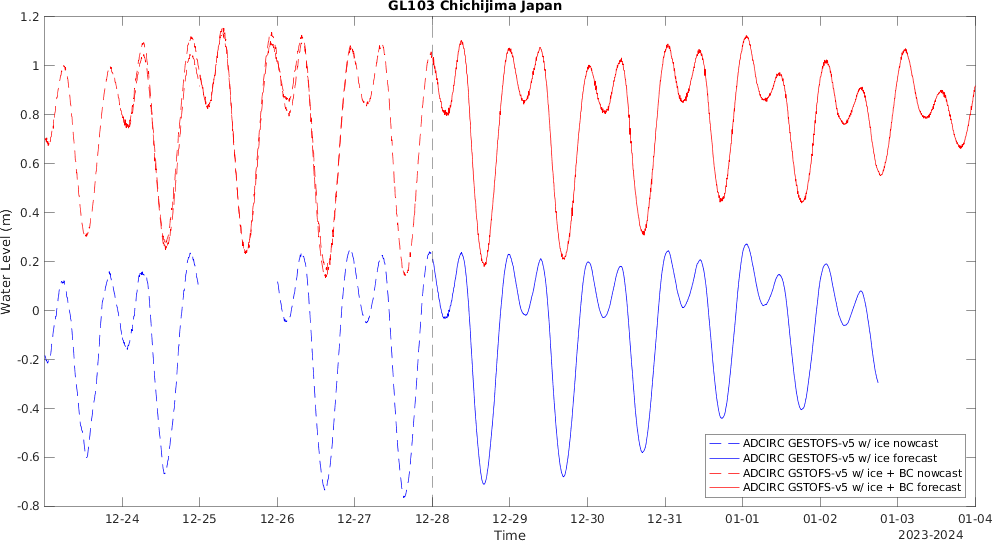 GL103 Chichijima Japan
1.2
1
0.8
0.6
0.4
0.2
0
-0.2
-0.4
-0.6
-0.8
Water Level (m)
ADCIRC GESTOFS-v5 w/ ice nowcast
ADCIRC GESTOFS-v5 w/ ice forecast
ADCIRC GSTOFS-v5 w/ ice + BC nowcast
ADCIRC GSTOFS-v5 w/ ice + BC forecast
12-24 12-25 12-26 12-27 12-28 12-29 12-30 12-31 01-01 01-02 01-03 01-04
Time
2023-2024